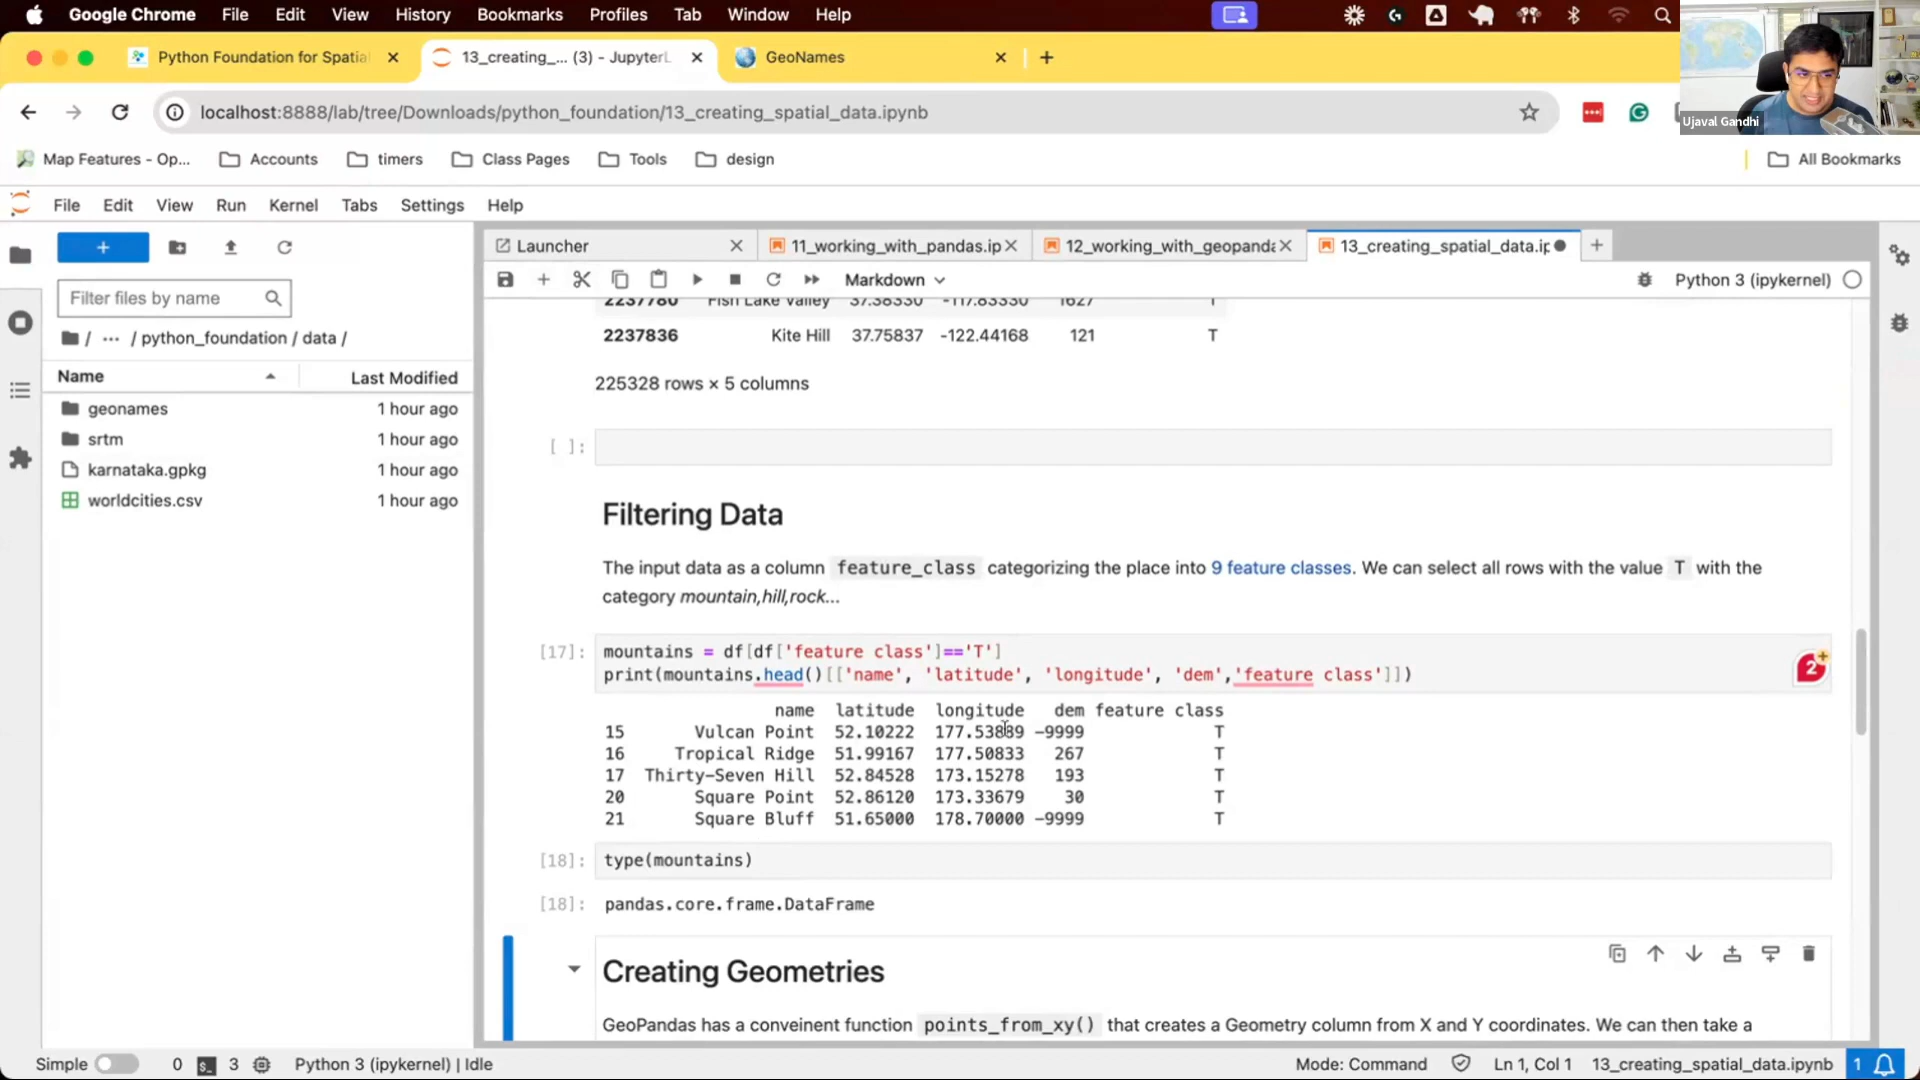 Google Chrome File Edit View History Bookmarks Profiles Tab Window Help
Python Foundation for Spatial
13_creating_... (3) - JupyterL
GeoNames
Ujaval Gandhi
localhost:8888/lab/tree/Downloads/python_foundation/13_creating_spatial_data.ipynb
Map Features - Op... Accounts timers Class Pages Tools design All Bookmarks
File Edit View Run Kernel Tabs Settings Help
Launcher 11_working_with_pandas.ip 12_working_with_geopanda 13_creating_spatial_data.ip
Markdown Python 3 (ipykernel)
Filter files by name
/ ... / python_foundation / data /
Name Last Modified
geonames 1 hour ago
srtm 1 hour ago
karnataka.gpkg 1 hour ago
worldcities.csv 1 hour ago
2237780 Fish Lake Valley 37.38330 -117.83330 1627 T
2237836 Kite Hill 37.75837 -122.44168 121 T
225328 rows × 5 columns
[ ]:
Filtering Data
The input data as a column feature_class categorizing the place into 9 feature classes. We can select all rows with the value T with the
category mountain,hill,rock...
[17]: mountains = df[df['feature class']=='T']
print(mountains.head()[['name', 'latitude', 'longitude', 'dem','feature class']])
2
name latitude longitude dem feature class
15 Vulcan Point 52.10222 177.53889 -9999 T
16 Tropical Ridge 51.99167 177.50833 267 T
17 Thirty-Seven Hill 52.84528 173.15278 193 T
20 Square Point 52.86120 173.33679 30 T
21 Square Bluff 51.65000 178.70000 -9999 T
[18]: type(mountains)
[18]: pandas.core.frame.DataFrame
Creating Geometries
GeoPandas has a conveinent function points_from_xy() that creates a Geometry column from X and Y coordinates. We can then take a
Simple 0 3 Python 3 (ipykernel) | Idle Mode: Command Ln 1, Col 1 13_creating_spatial_data.ipynb 1